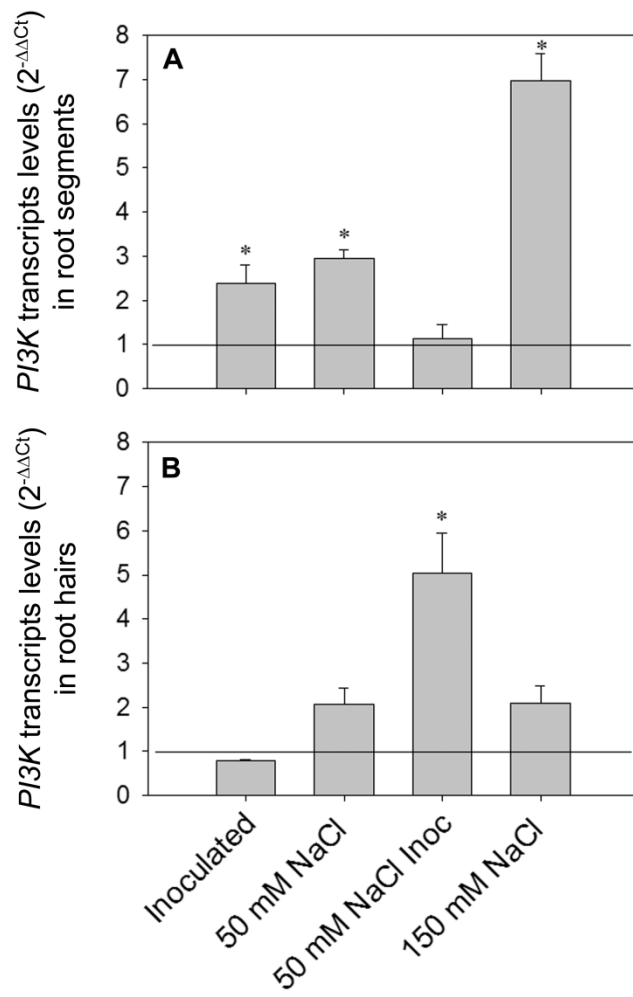 PI3K transcripts levels (2-ΔΔCt)
in root segments
8
7
6
5
4
3
2
1
0
A
*
*
*
PI3K transcripts levels (2-ΔΔCt)
in root hairs
8
7
6
5
4
3
2
1
0
B
*
Inoculated
50 mM NaCl
50 mM NaCl Inoc
150 mM NaCl